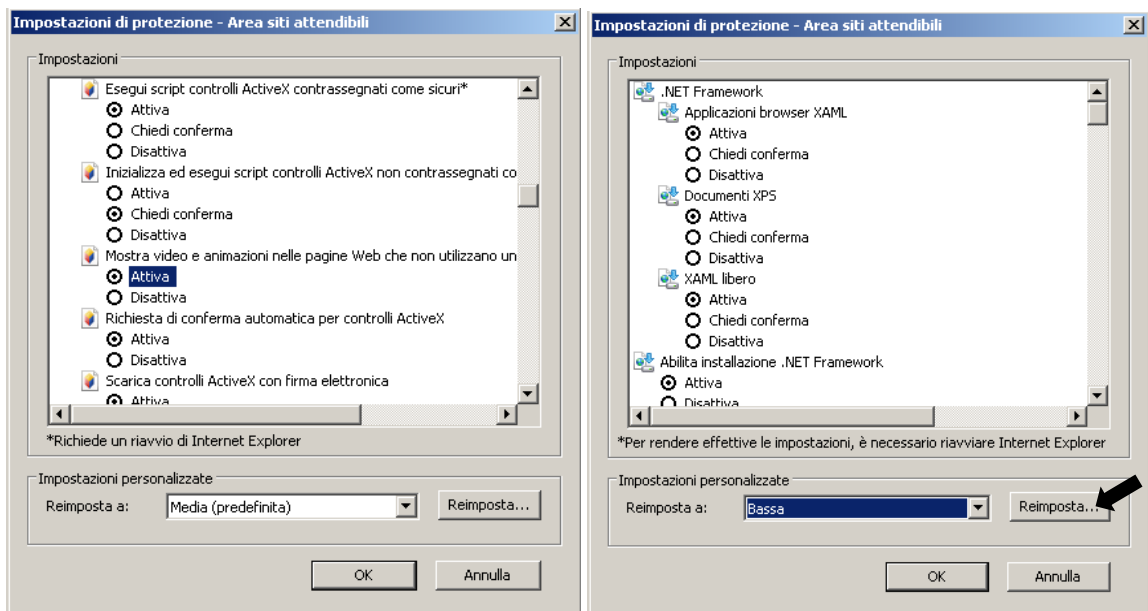 Impostazioni di protezione - Area siti attendibili
Impostazioni
Esegui script controlli ActiveX contrassegnati come sicuri*
Attiva
Chiedi conferma
Disattiva
Inizializza ed esegui script controlli ActiveX non contrassegnati co
Attiva
Chiedi conferma
Disattiva
Mostra video e animazioni nelle pagine Web che non utilizzano un
Attiva
Disattiva
Richiesta di conferma automatica per controlli ActiveX
Attiva
Disattiva
Scarica controlli ActiveX con firma elettronica
Attiva
*Richiede un riavvio di Internet Explorer
Impostazioni personalizzate
Reimposta a:
Media (predefinita)
Reimposta...
OK
Annulla
Impostazioni di protezione - Area siti attendibili
Impostazioni
.NET Framework
Applicazioni browser XAML
Attiva
Chiedi conferma
Disattiva
Documenti XPS
Attiva
Chiedi conferma
Disattiva
XAML libero
Attiva
Chiedi conferma
Disattiva
Abilita installazione .NET Framework
Attiva
Disattiva
*Per rendere effettive le impostazioni, è necessario riavviare Internet Explorer
Impostazioni personalizzate
Reimposta a:
Bassa
Reimposta...
OK
Annulla